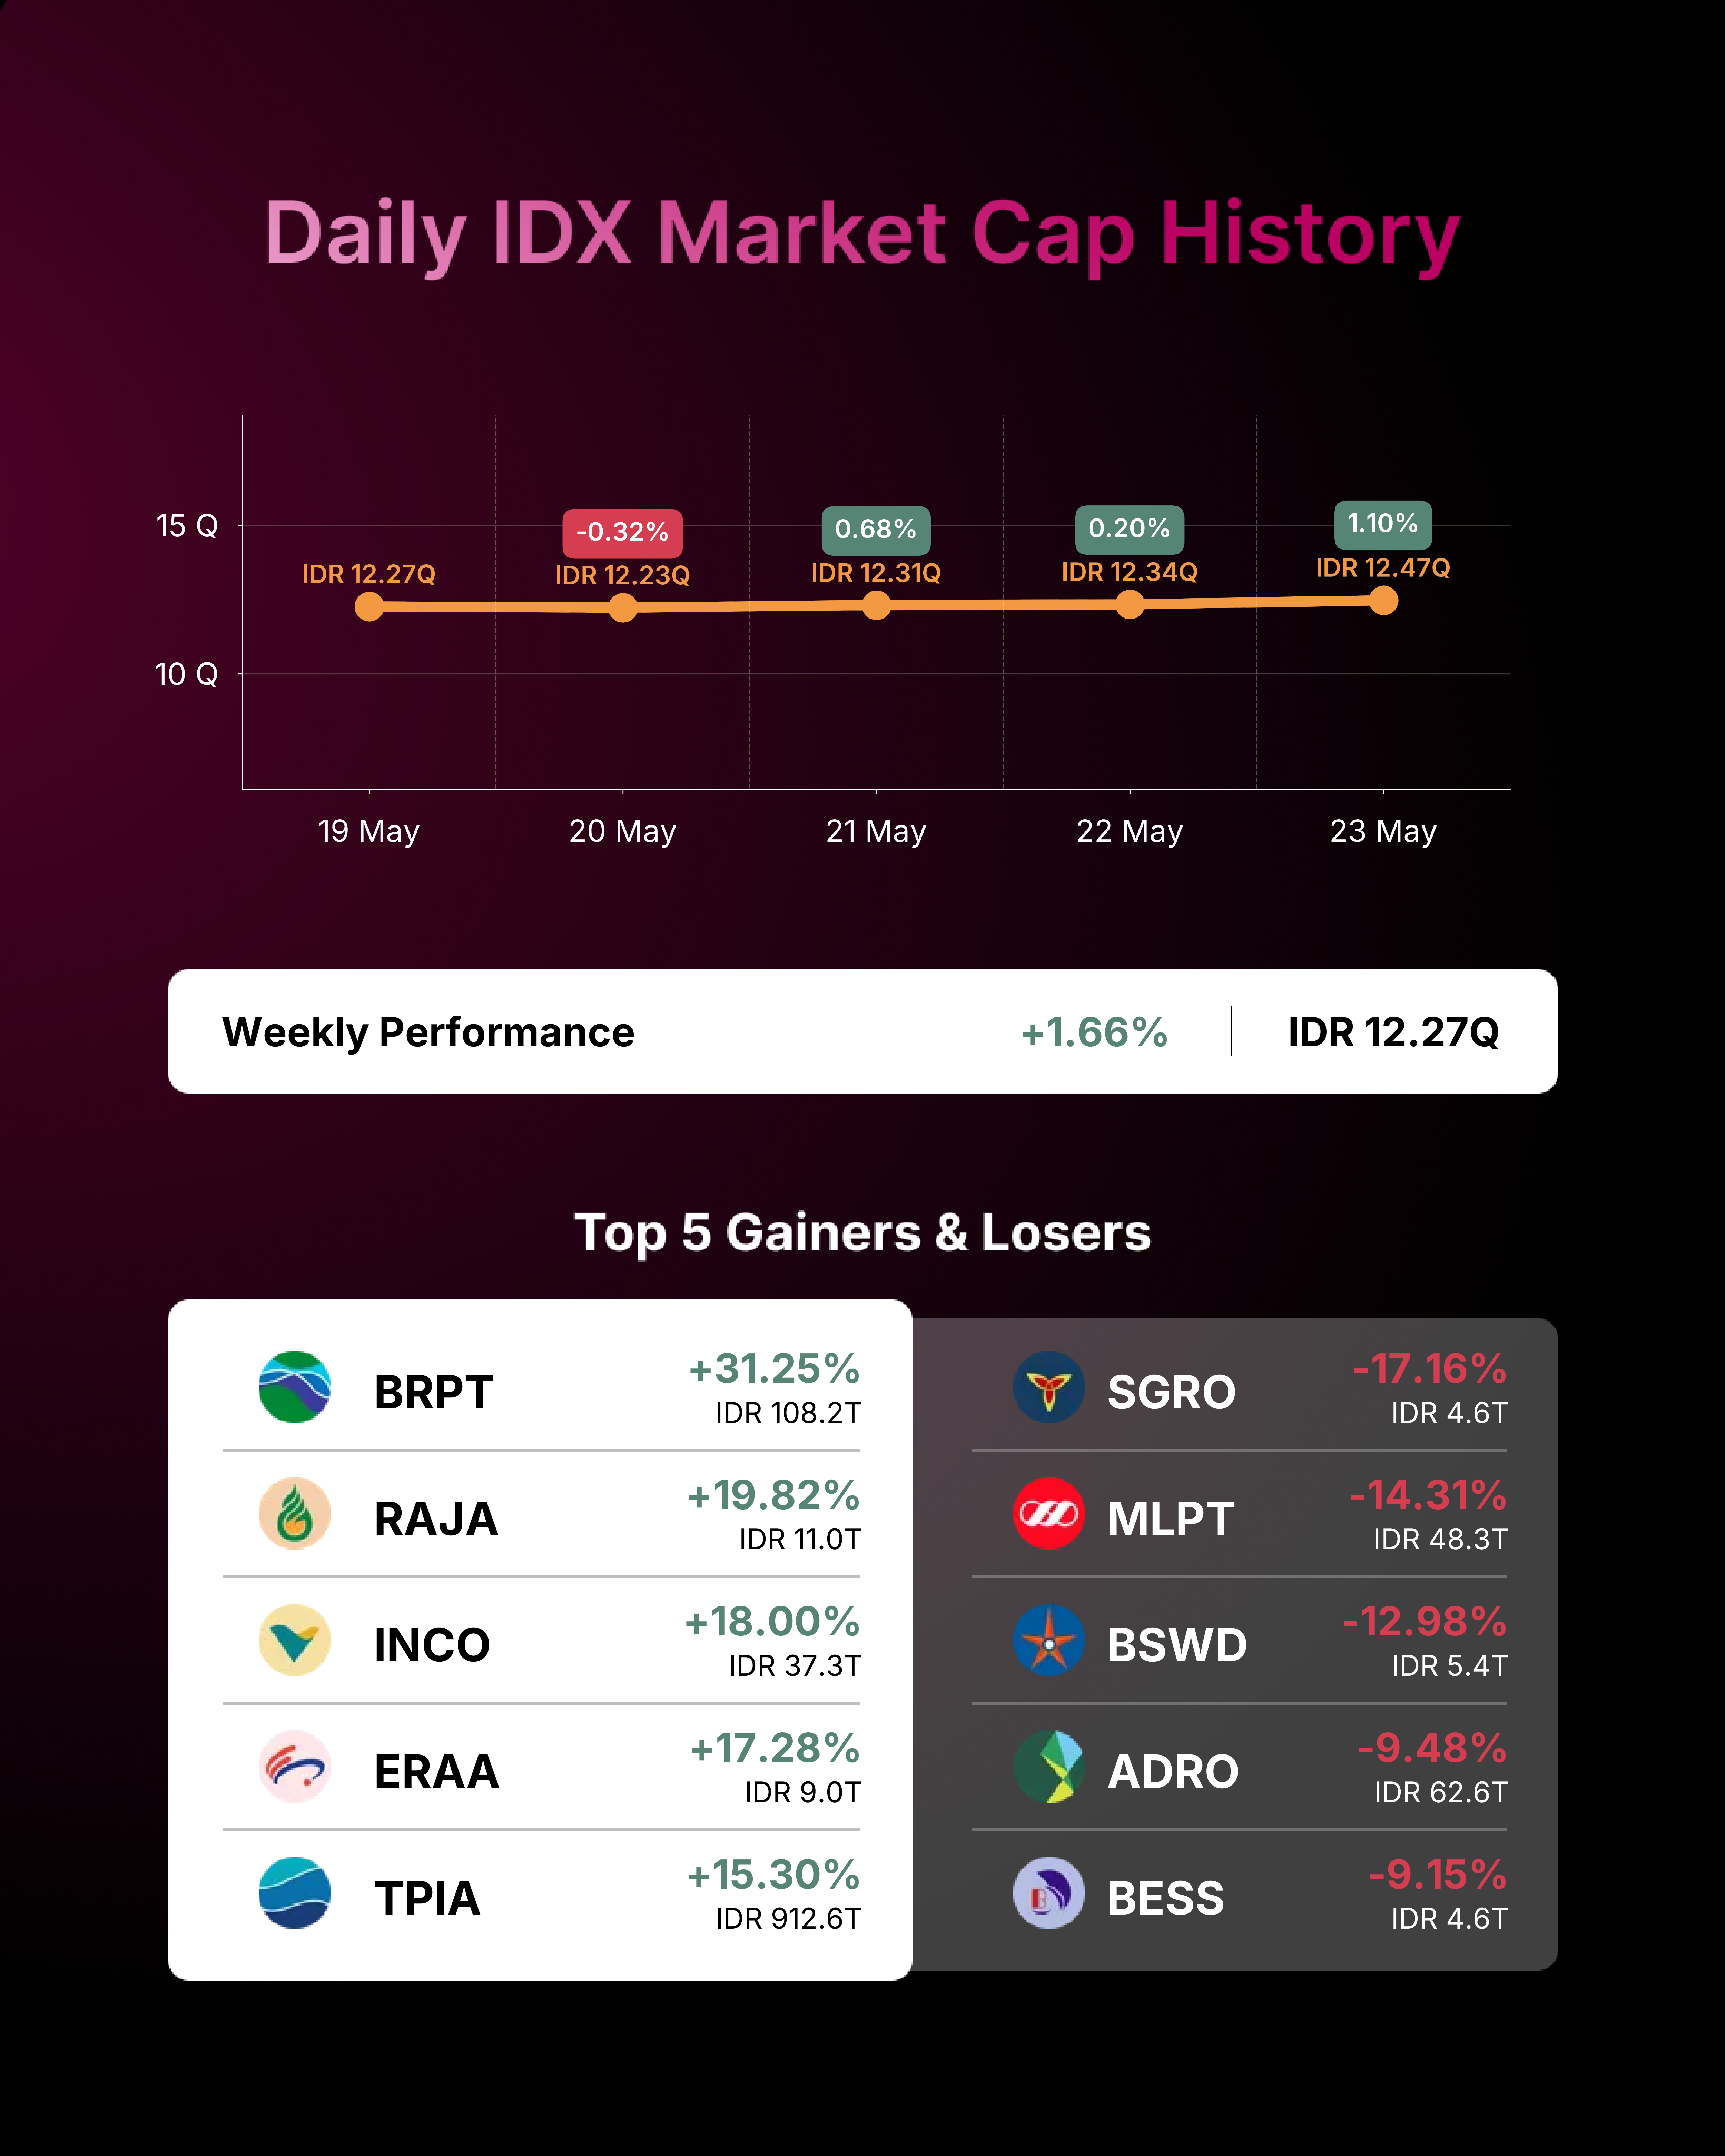 Daily IDX Market Cap History
15 Q
10 Q
-0.32%
0.68%
0.20%
1.10%
IDR 12.27Q
IDR 12.23Q
IDR 12.31Q
IDR 12.34Q
IDR 12.47Q
19 May
20 May
21 May
22 May
23 May
Weekly Performance +1.66% IDR 12.27Q
Top 5 Gainers & Losers
BRPT
+31.25%
IDR 108.2T
RAJA
+19.82%
IDR 11.0T
INCO
+18.00%
IDR 37.3T
ERAA
+17.28%
IDR 9.0T
TPIA
+15.30%
IDR 912.6T
SGRO
-17.16%
IDR 4.6T
MLPT
-14.31%
IDR 48.3T
BSWD
-12.98%
IDR 5.4T
ADRO
-9.48%
IDR 62.6T
BESS
-9.15%
IDR 4.6T